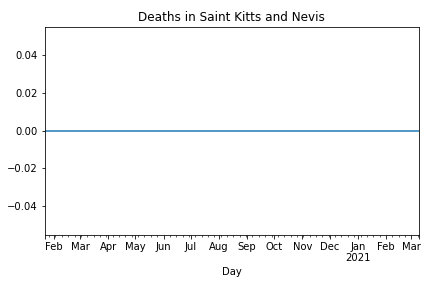 Deaths in Saint Kitts and Nevis
0.04
0.02
0.00
−0.02
−0.04
Feb Mar Apr May Jun Jul Aug Sep Oct Nov Dec Jan Feb Mar
2021
Day